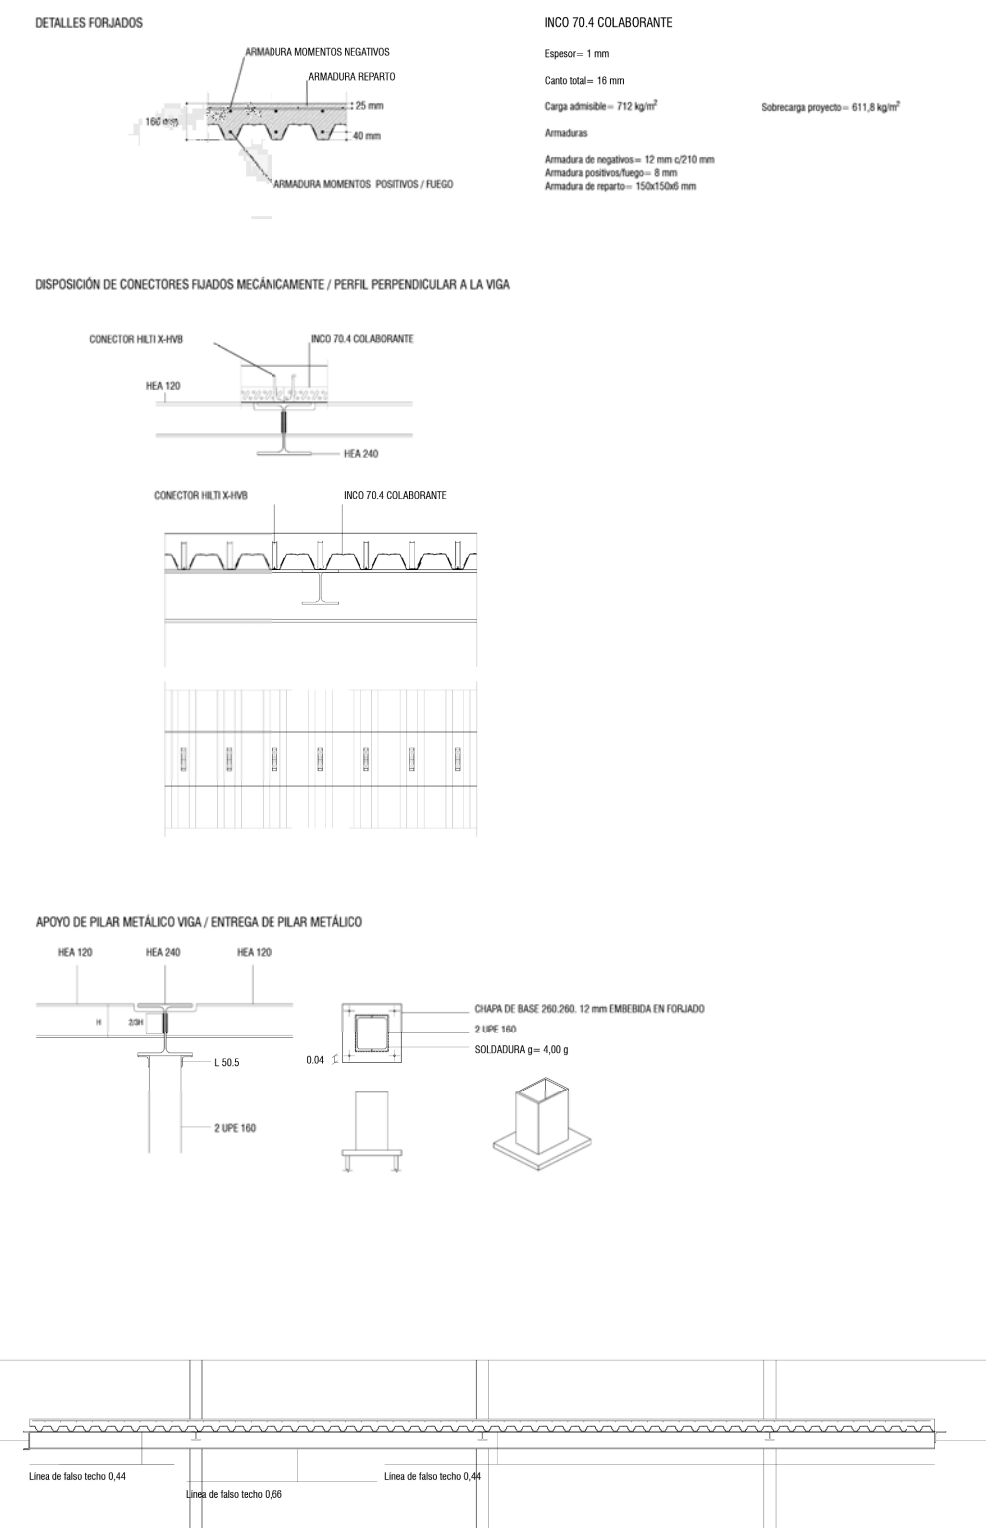 DETALLES FORJADOS
INCO 70.4 COLABORANTE
ARMADURA MOMENTOS NEGATIVOS
ARMADURA REPARTO
25 mm
160 mm
40 mm
ARMADURA MOMENTOS POSITIVOS / FUEGO
Espesor= 1 mm
Canto total= 16 mm
Carga admisible= 712 kg/m²
Sobrecarga proyecto= 611,8 kg/m²
Armaduras
Armadura de negativos= 12 mm c/210 mm
Armadura positivos/fuego= 8 mm
Armadura de reparto= 150x150x6 mm
DISPOSICIÓN DE CONECTORES FIJADOS MECÁNICAMENTE / PERFIL PERPENDICULAR A LA VIGA
CONECTOR HILTI X-HVB
INCO 70.4 COLABORANTE
HEA 120
HEA 240
CONECTOR HILTI X-HVB
INCO 70.4 COLABORANTE
APOYO DE PILAR METÁLICO VIGA / ENTREGA DE PILAR METÁLICO
HEA 120
HEA 240
HEA 120
H
2/3H
L 50.5
2 UPE 160
CHAPA DE BASE 260.260. 12 mm EMBEBIDA EN FORJADO
2 UPE 160
SOLDADURA g= 4,00 g
0.04
Línea de falso techo 0,44
Línea de falso techo 0,66
Línea de falso techo 0,44